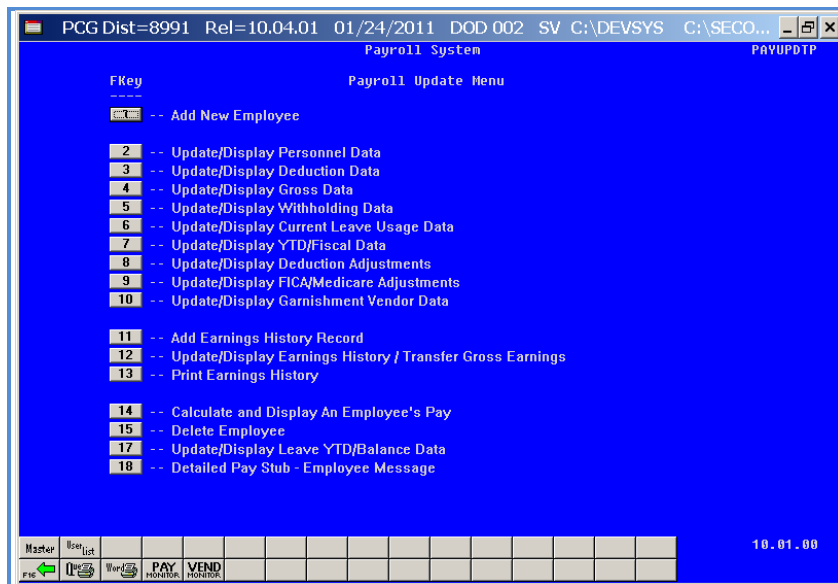 PCG Dist=8991 Rel=10.04.01 01/24/2011 DOD 002 SV C:\DEVSYS C:\SECO...
Payroll System PAYUPDTP
FKey Payroll Update Menu
----
1 -- Add New Employee
2 -- Update/Display Personnel Data
3 -- Update/Display Deduction Data
4 -- Update/Display Gross Data
5 -- Update/Display Withholding Data
6 -- Update/Display Current Leave Usage Data
7 -- Update/Display YTD/Fiscal Data
8 -- Update/Display Deduction Adjustments
9 -- Update/Display FICA/Medicare Adjustments
10 -- Update/Display Garnishment Vendor Data
11 -- Add Earnings History Record
12 -- Update/Display Earnings History / Transfer Gross Earnings
13 -- Print Earnings History
14 -- Calculate and Display An Employee's Pay
15 -- Delete Employee
17 -- Update/Display Leave YTD/Balance Data
18 -- Detailed Pay Stub - Employee Message
Master User List 10.01.00
F16 Que Word PAY MONITOR VEND MONITOR